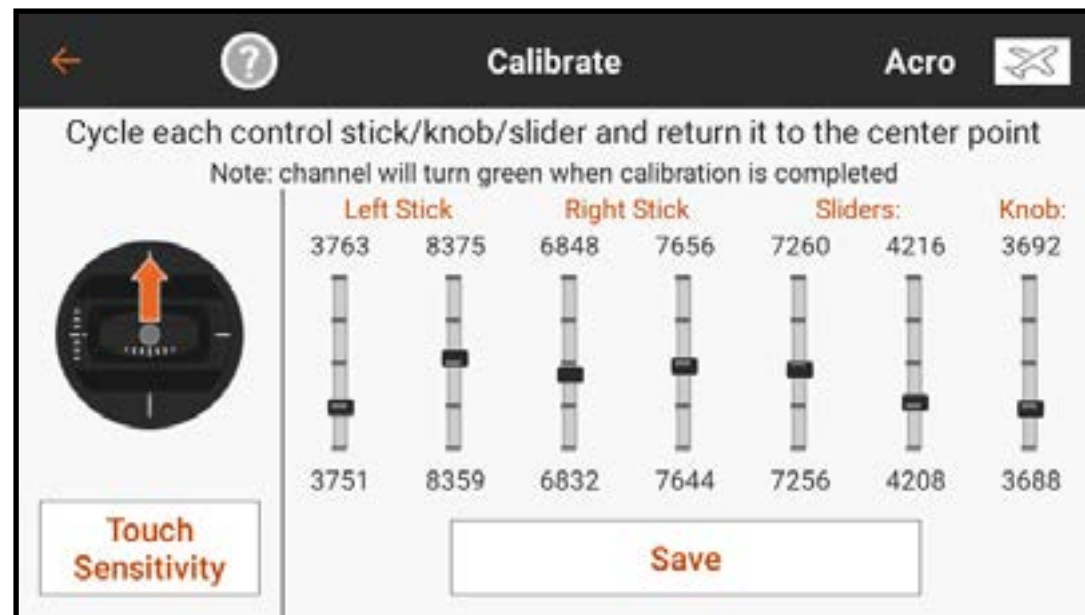 ? Calibrate Acro
Cycle each control stick/knob/slider and return it to the center point
Note: channel will turn green when calibration is completed
Left Stick Right Stick Sliders: Knob:
3763 8375 6848 7656 7260 4216 3692
3751 8359 6832 7644 7256 4208 3688
Touch
Sensitivity
Save